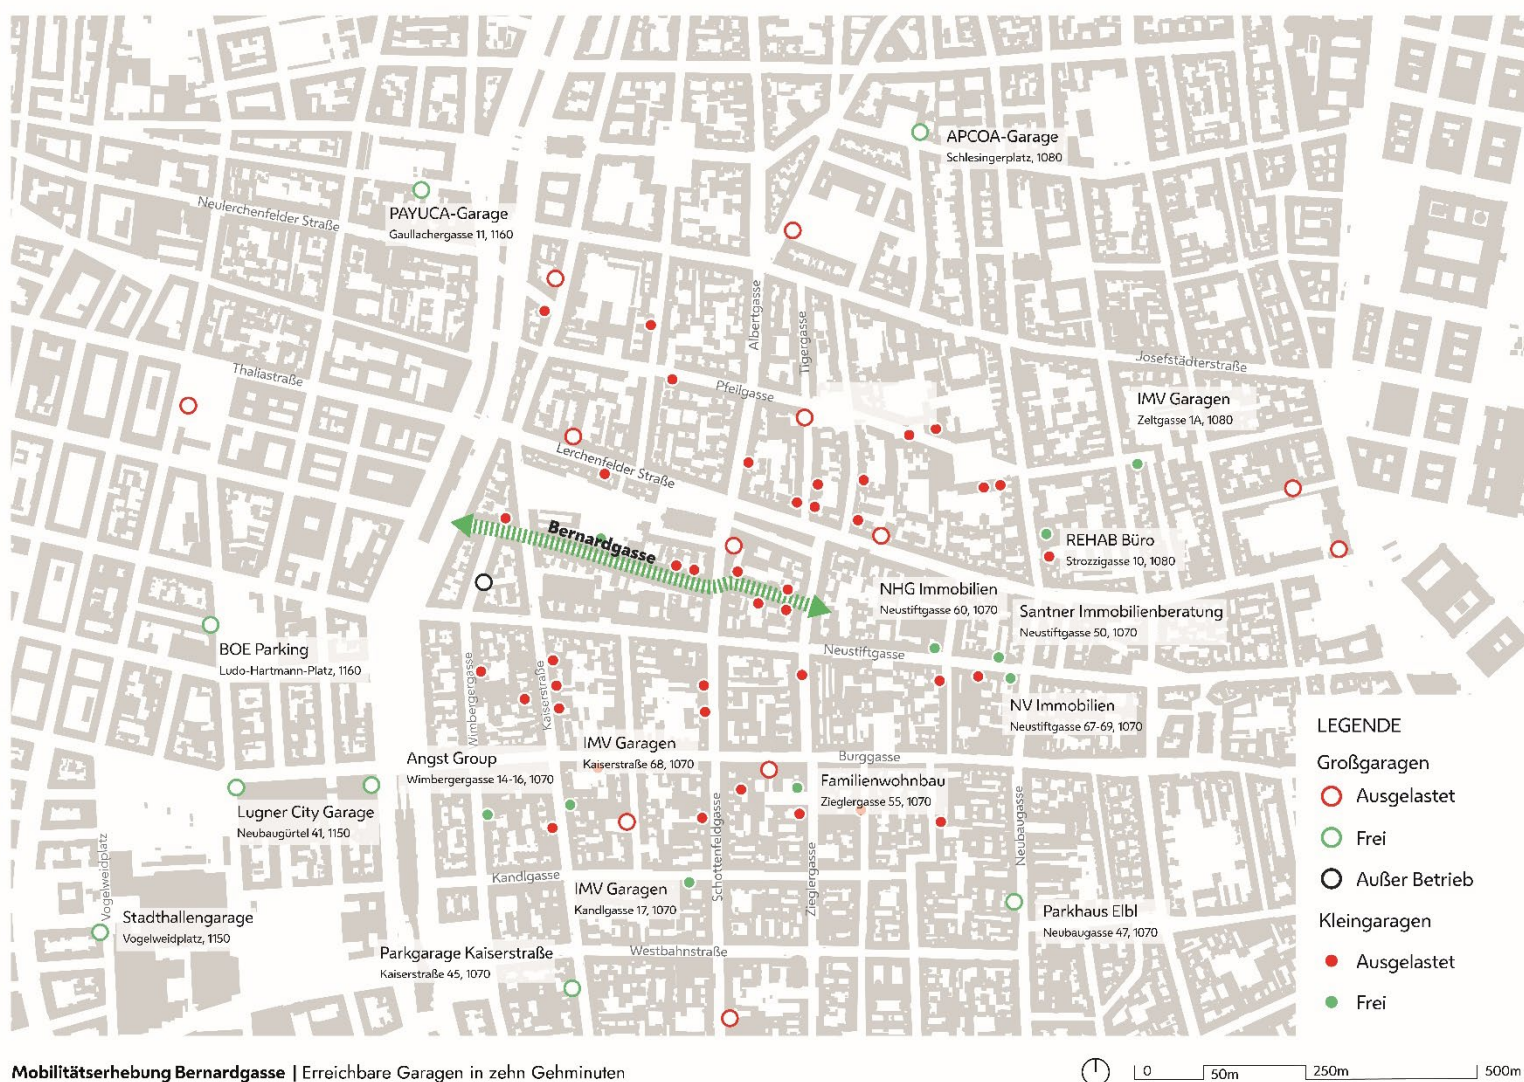 APCOA-Garage
Schlesingerplatz, 1080
PAYUCA-Garage
Gaullachergasse 11, 1160
Neulerchenfelder Straße
Albertgasse
Tigergasse
Josefstädterstraße
Thaliastraße
Pfeilgasse
IMV Garagen
Zeltgasse 1A, 1080
Lerchenfelder Straße
Bernardgasse
REHAB Büro
Strozzigasse 10, 1080
NHG Immobilien
Neustiftgasse 60, 1070
Santner Immobilienberatung
Neustiftgasse 50, 1070
BOE Parking
Ludo-Hartmann-Platz, 1160
Neustiftgasse
Wimbergergasse
Kaiserstraße
NV Immobilien
Neustiftgasse 67-69, 1070
Angst Group
Wimbergergasse 14-16, 1070
IMV Garagen
Kaiserstraße 68, 1070
Burggasse
Familienwohnbau
Zieglergasse 55, 1070
Lugner City Garage
Neubaugürtel 41, 1150
Vogelweidplatz
Schottenfeldgasse
Zieglergasse
Neubaugasse
Kandlgasse
IMV Garagen
Kandlgasse 17, 1070
Stadthallengarage
Vogelweidplatz, 1150
Parkhaus Elbl
Neubaugasse 47, 1070
Parkgarage Kaiserstraße
Kaiserstraße 45, 1070
Westbahnstraße
LEGENDE
Großgaragen
Ausgelastet
Frei
Außer Betrieb
Kleingaragen
Ausgelastet
Frei
Mobilitätserhebung Bernardgasse | Erreichbare Garagen in zehn Gehminuten
0 50m 250m 500m